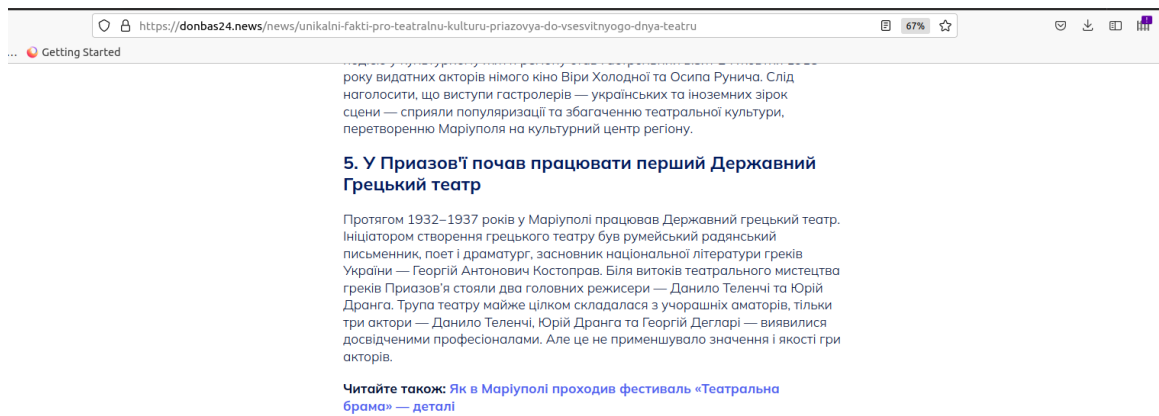 https://donbas24.news/news/unikalni-fakti-pro-teatralnu-kulturu-priazovya-do-vsesvitnyogo-dnya-teatru
67%
... Getting Started
року видатних акторів німого кіно Віри Холодної та Осипа Рунича. Слід
наголосити, що виступи гастролерів — українських та іноземних зірок
сцени — сприяли популяризації та збагаченню театральної культури,
перетворенню Маріуполя на культурний центр регіону.
5. У Приазов'ї почав працювати перший Державний
Грецький театр
Протягом 1932–1937 років у Маріуполі працював Державний грецький театр.
Ініціатором створення грецького театру був румейський радянський
письменник, поет і драматург, засновник національної літератури греків
України — Георгій Антонович Костоправ. Біля витоків театрального мистецтва
греків Приазов’я стояли два головних режисери — Данило Теленчі та Юрій
Дранга. Трупа театру майже цілком складалася з учорашніх аматорів, тільки
три актори — Данило Теленчі, Юрій Дранга та Георгій Дегларі — виявилися
досвідченими професіоналами. Але це не применшувало значення і якості гри
акторів.
Читайте також: Як в Маріуполі проходив фестиваль «Театральна
брама» — деталі